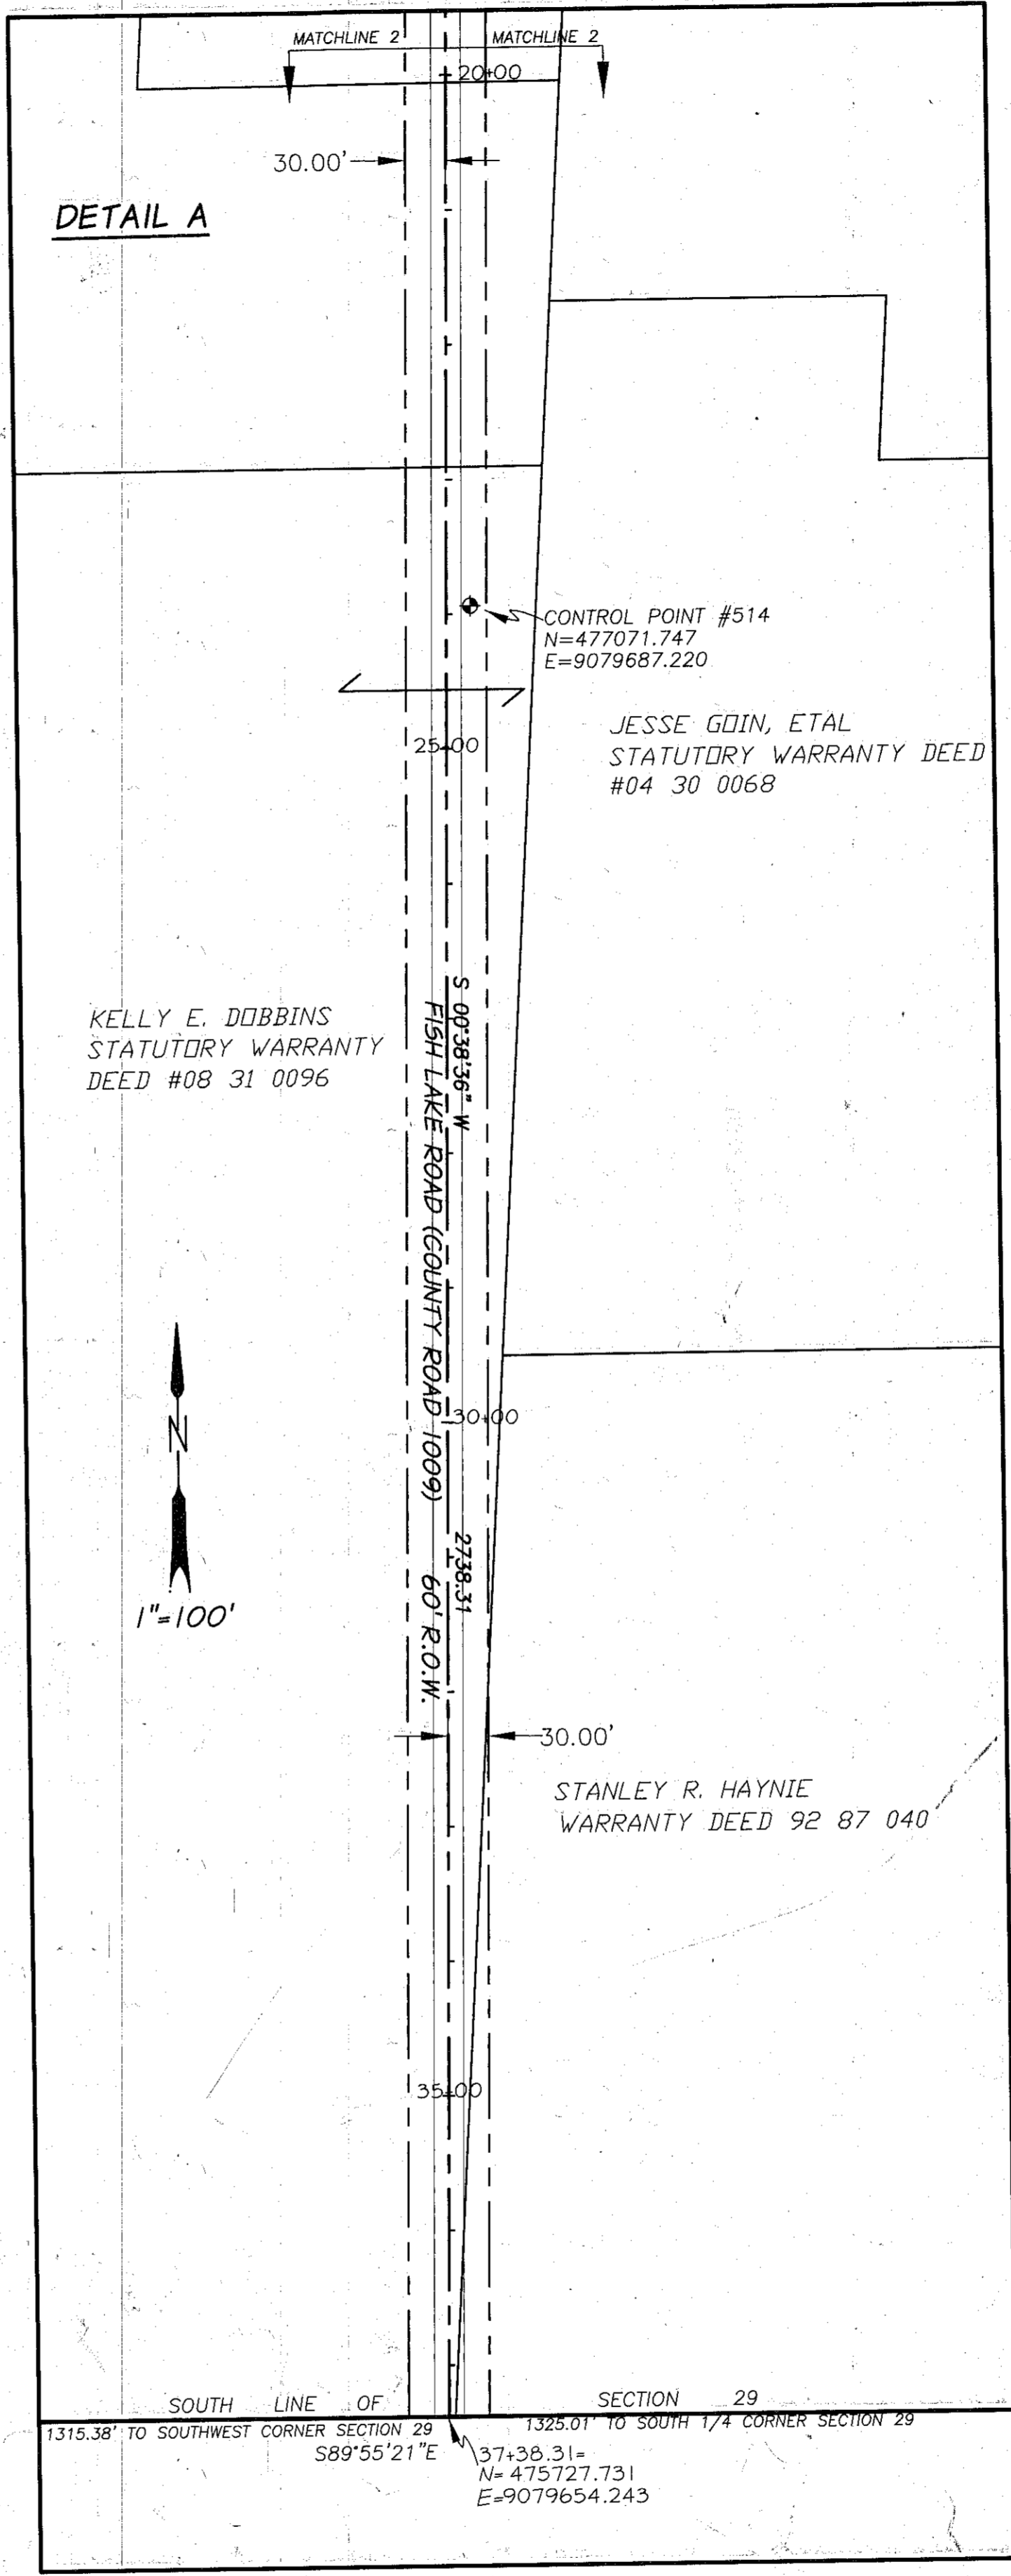 MATCHLINE 2
MATCHLINE 2
20+00
30.00'
DETAIL A
CONTROL POINT #514
N=477071.747
E=9079687.220
JESSE GOIN, ETAL
STATUTORY WARRANTY DEED
#04 30 0068
25+00
S 00°38'36" W
FISH LAKE ROAD (COUNTY ROAD 1009) 60' R.O.W.
KELLY E. DOBBINS
STATUTORY WARRANTY
DEED #08 31 0096
N
1"=100'
30+00
2738.31
30.00'
STANLEY R. HAYNIE
WARRANTY DEED 92 87 040
35+00
SOUTH LINE OF SECTION 29
1315.38' TO SOUTHWEST CORNER SECTION 29
1325.01' TO SOUTH 1/4 CORNER SECTION 29
S89°55'21"E
37+38.31=
N= 475727.731
E=9079654.243